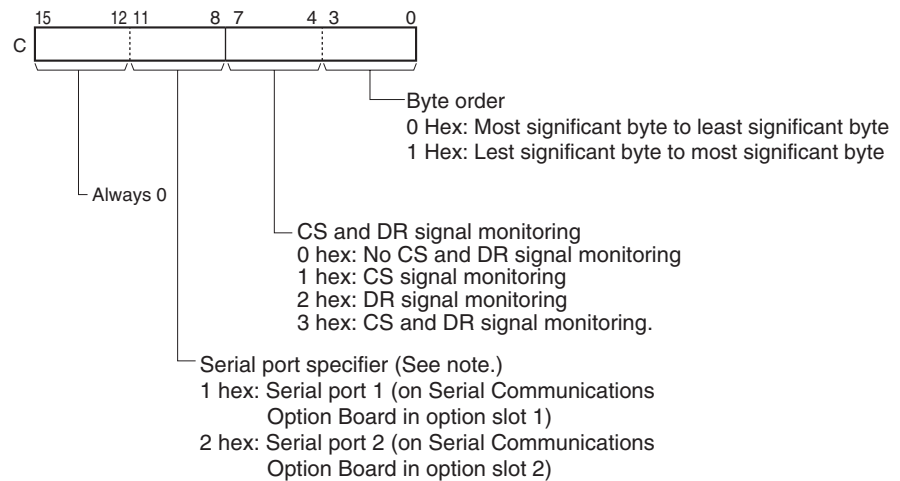 15 12 11 8 7 4 3 0
C
Byte order
0 Hex: Most significant byte to least significant byte
1 Hex: Lest significant byte to most significant byte
Always 0
CS and DR signal monitoring
0 hex: No CS and DR signal monitoring
1 hex: CS signal monitoring
2 hex: DR signal monitoring
3 hex: CS and DR signal monitoring.
Serial port specifier (See note.)
1 hex: Serial port 1 (on Serial Communications
Option Board in option slot 1)
2 hex: Serial port 2 (on Serial Communications
Option Board in option slot 2)